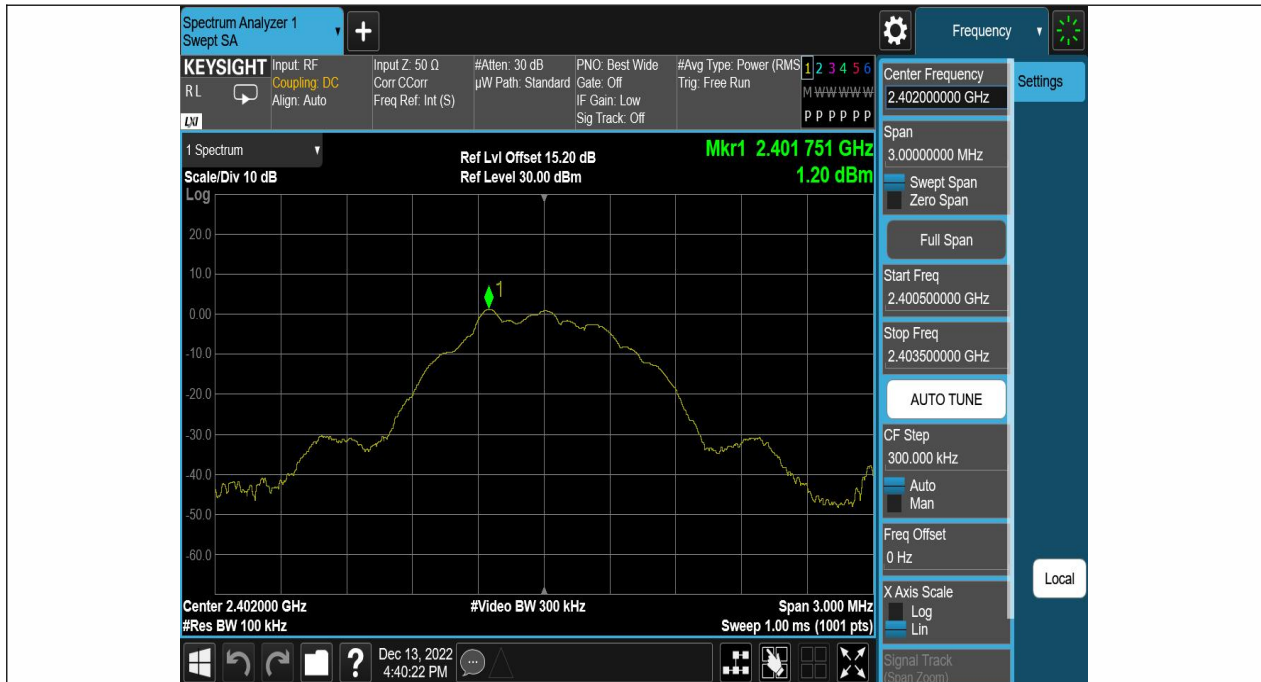 Spectrum Analyzer 1
Swept SA
+
Frequency
KEYSIGHT
R L
LXI
Input: RF
Coupling: DC
Align: Auto
Input Z: 50 Ω
Corr CCorr
Freq Ref: Int (S)
#Atten: 30 dB
µW Path: Standard
PNO: Best Wide
Gate: Off
IF Gain: Low
Sig Track: Off
#Avg Type: Power (RMS
Trig: Free Run
1 2 3 4 5 6
M W W W W W
P P P P P P
1 Spectrum
Scale/Div 10 dB
Log
Ref Lvl Offset 15.20 dB
Ref Level 30.00 dBm
Mkr1 2.401 751 GHz
1.20 dBm
20.0
10.0
0.00
-10.0
-20.0
-30.0
-40.0
-50.0
-60.0
1
Center 2.402000 GHz
#Res BW 100 kHz
#Video BW 300 kHz
Span 3.000 MHz
Sweep 1.00 ms (1001 pts)
?
Dec 13, 2022
4:40:22 PM
Center Frequency
2.402000000 GHz
Span
3.00000000 MHz
Swept Span
Zero Span
Full Span
Start Freq
2.400500000 GHz
Stop Freq
2.403500000 GHz
AUTO TUNE
CF Step
300.000 kHz
Auto
Man
Freq Offset
0 Hz
X Axis Scale
Log
Lin
Signal Track
(Span Zoom)
Settings
Local